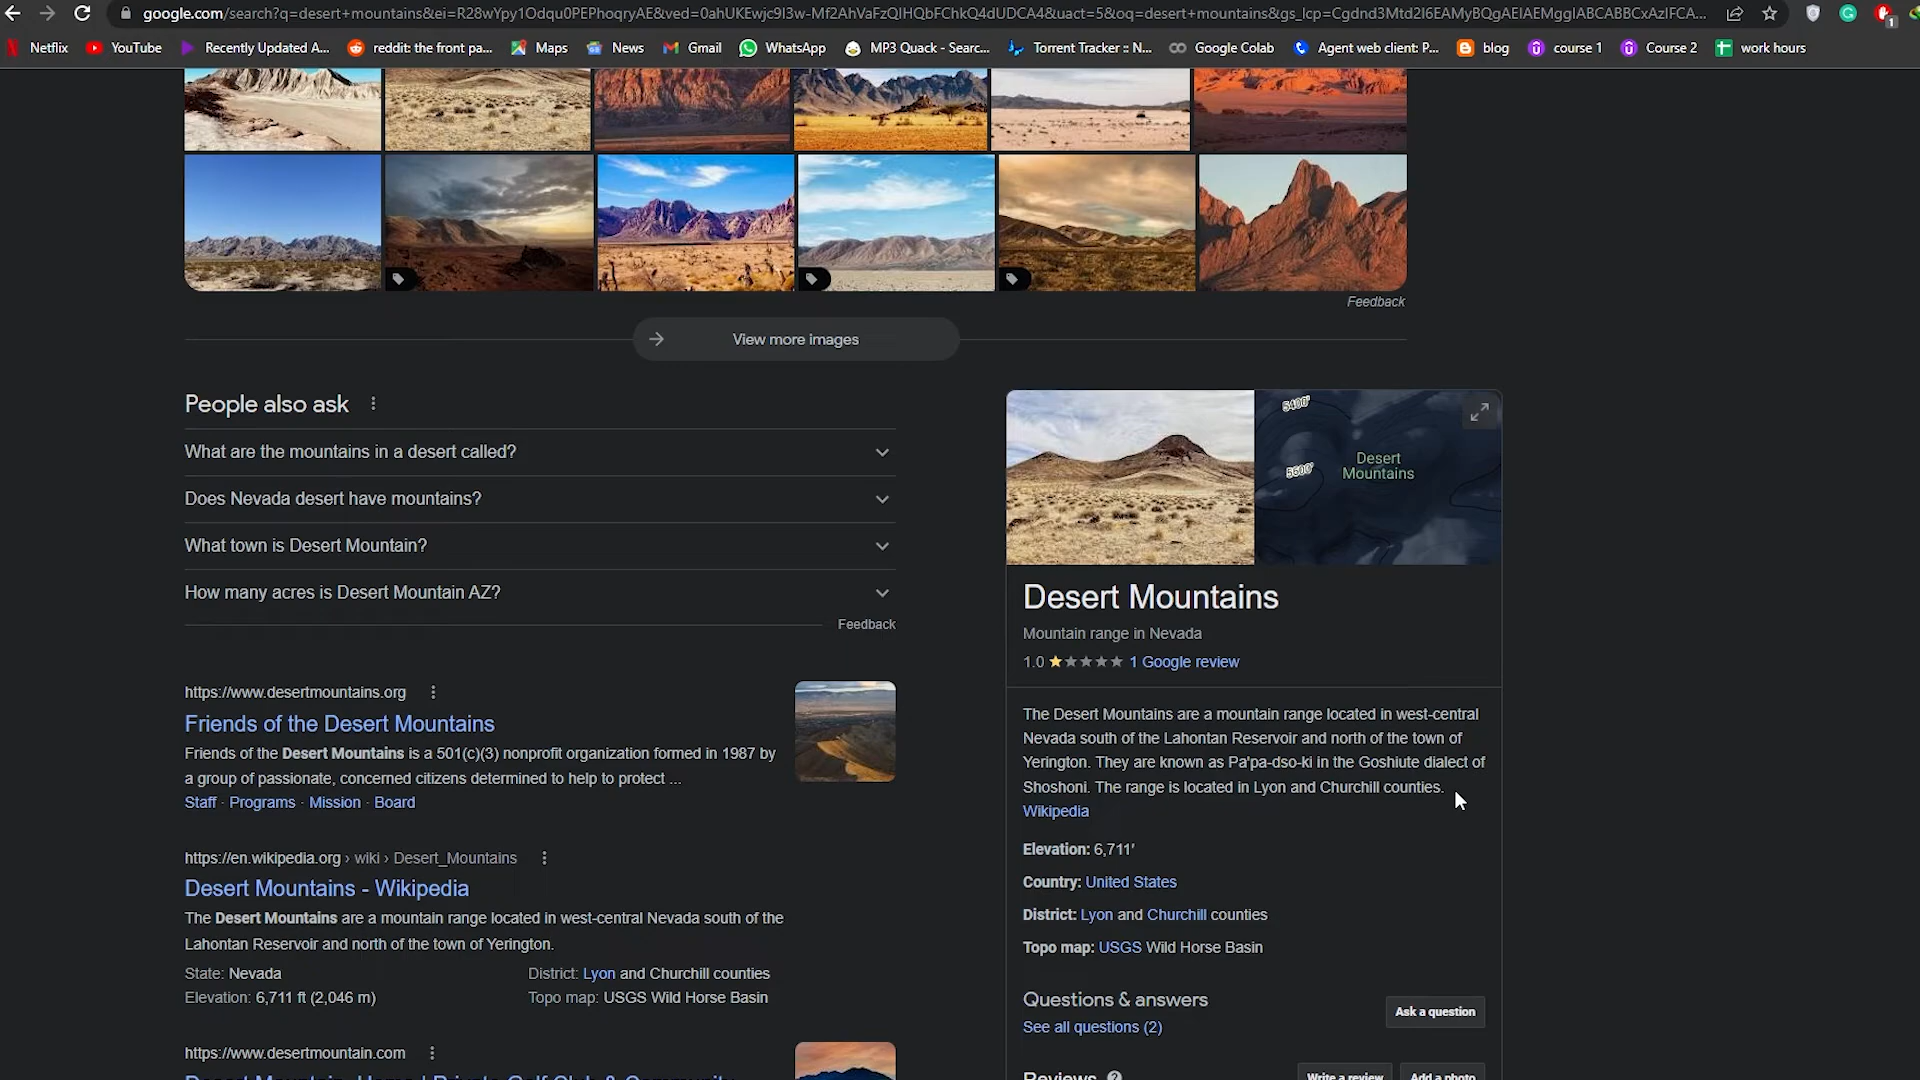 google.com/search?q=desert+mountains&ei=R28wYpy1Odqu0PEPhoqryAE&ved=0ahUKEwjc9l3w-Mf2AhVaFzQIHQbFChkQ4dUDCA4&uact=5&oq=desert+mountains&gs_lcp=Cgdnd3Mtd2l6EAMyBQgAEIAEMggIABCABBCxAzIFCA...
Netflix YouTube Recently Updated A... reddit: the front pa... Maps News Gmail WhatsApp MP3 Quack - Searc... Torrent Tracker :: N... Google Colab Agent web client: P... blog course 1 Course 2 work hours
Feedback
View more images
People also ask
What are the mountains in a desert called?
Does Nevada desert have mountains?
What town is Desert Mountain?
How many acres is Desert Mountain AZ?
Feedback
https://www.desertmountains.org
Friends of the Desert Mountains
Friends of the Desert Mountains is a 501(c)(3) nonprofit organization formed in 1987 by
a group of passionate, concerned citizens determined to help to protect ...
Staff · Programs · Mission · Board
https://en.wikipedia.org › wiki › Desert_Mountains
Desert Mountains - Wikipedia
The Desert Mountains are a mountain range located in west-central Nevada south of the
Lahontan Reservoir and north of the town of Yerington.
State: Nevada District: Lyon and Churchill counties
Elevation: 6,711 ft (2,046 m) Topo map: USGS Wild Horse Basin
https://www.desertmountain.com
Desert Mountain: Home | Private Golf Club & Community
5400'
5600'
Desert
Mountains
Desert Mountains
Mountain range in Nevada
1.0 1 Google review
The Desert Mountains are a mountain range located in west-central
Nevada south of the Lahontan Reservoir and north of the town of
Yerington. They are known as Pa'pa-dso-ki in the Goshiute dialect of
Shoshoni. The range is located in Lyon and Churchill counties.
Wikipedia
Elevation: 6,711′
Country: United States
District: Lyon and Churchill counties
Topo map: USGS Wild Horse Basin
Questions & answers
See all questions (2)
Ask a question
Reviews
Write a review Add a photo